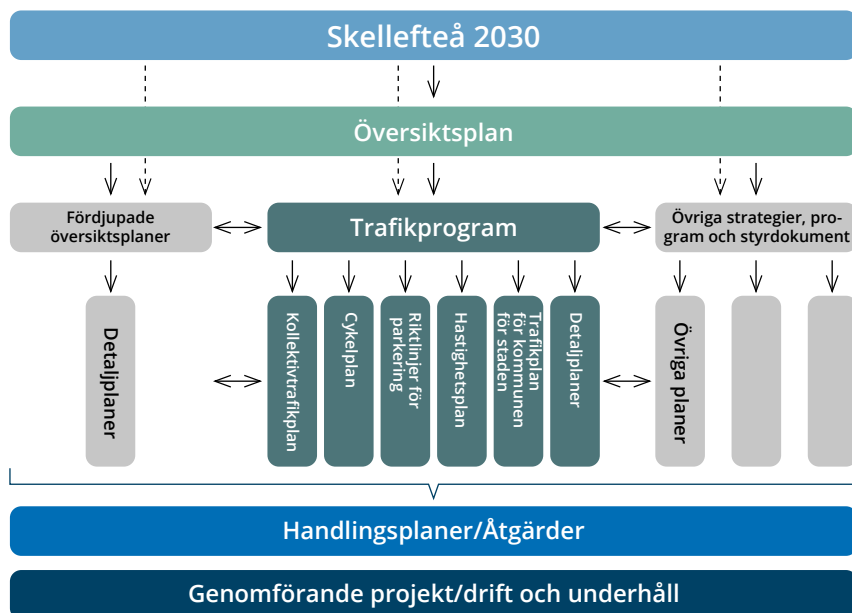 Skellefteå 2030
Översiktsplan
Fördjupade
översiktsplaner
Trafikprogram
Övriga strategier, pro-
gram och styrdokument
Detaljplaner
Kollektivtrafikplan
Cykelplan
Riktlinjer för
parkering
Hastighetsplan
Trafikplan
för kommunen
för staden
Detaljplaner
Övriga planer
Handlingsplaner/Åtgärder
Genomförande projekt/drift och underhåll